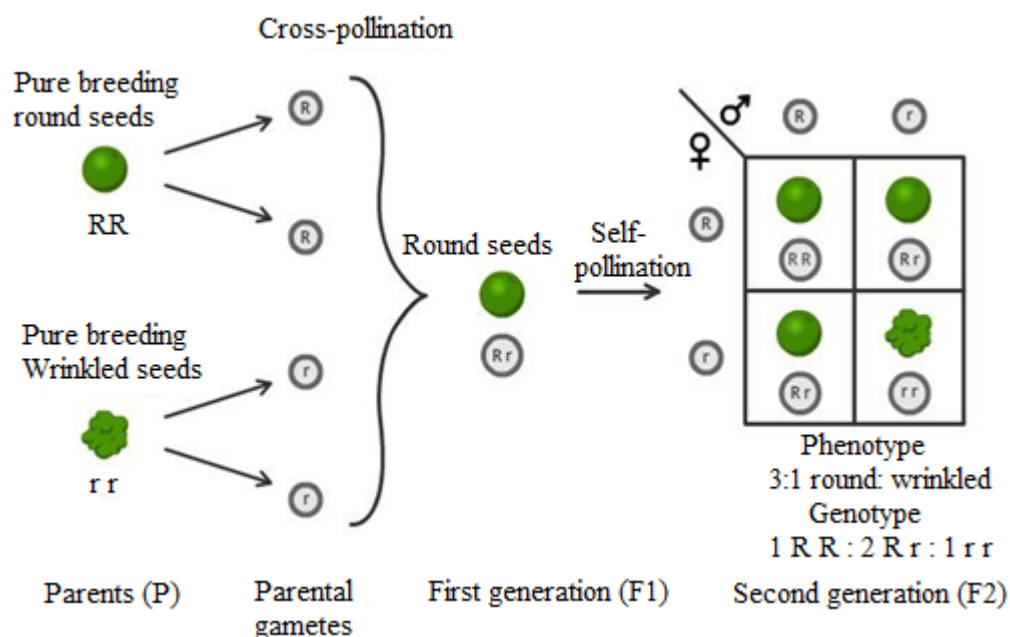 Cross-pollination
Pure breeding
round seeds
RR
R
R
Pure breeding
Wrinkled seeds
r r
r
r
Round seeds
Rr
Self-
pollination
♂
♀
R
r
R
RR
Rr
r
Rr
rr
Phenotype
3:1 round: wrinkled
Genotype
1 R R : 2 R r : 1 r r
Parents (P)
Parental
gametes
First generation (F1)
Second generation (F2)